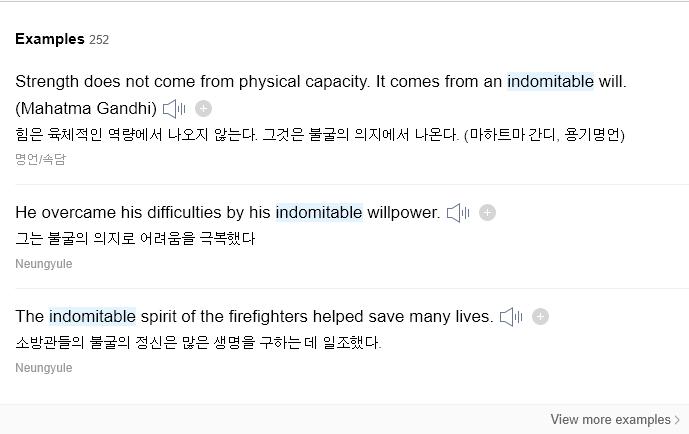 Examples 252
Strength does not come from physical capacity. It comes from an indomitable will.
(Mahatma Gandhi)
힘은 육체적인 역량에서 나오지 않는다. 그것은 불굴의 의지에서 나온다. (마하트마 간디, 용기명언)
명언/속담
He overcame his difficulties by his indomitable willpower.
그는 불굴의 의지로 어려움을 극복했다
Neungyule
The indomitable spirit of the firefighters helped save many lives.
소방관들의 불굴의 정신은 많은 생명을 구하는 데 일조했다.
Neungyule
View more examples